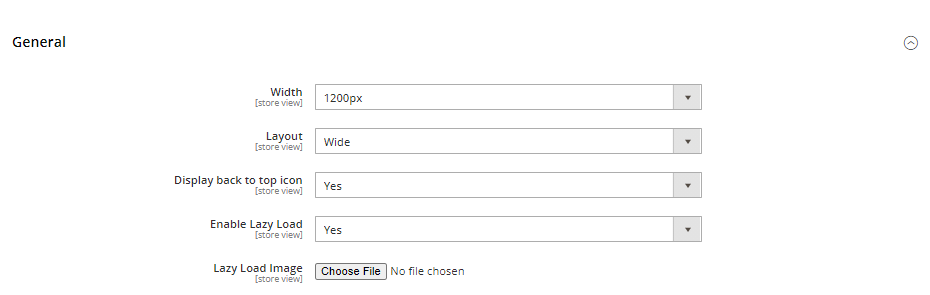 General
Width
[store view]
1200px
Layout
[store view]
Wide
Display back to top icon
[store view]
Yes
Enable Lazy Load
[store view]
Yes
Lazy Load Image
[store view]
Choose File No file chosen